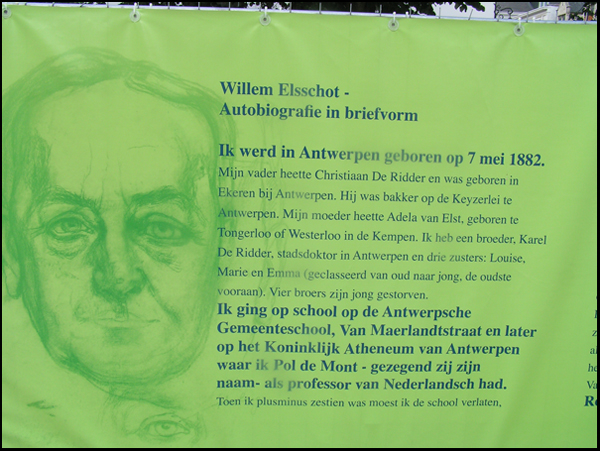 Willem Elsschot -
Autobiografie in briefvorm
Ik werd in Antwerpen geboren op 7 mei 1882.
Mijn vader heette Christiaan De Ridder en was geboren in
Ekeren bij Antwerpen. Hij was bakker op de Keyzerlei te
Antwerpen. Mijn moeder heette Adela van Elst, geboren te
Tongerloo of Westerloo in de Kempen. Ik heb een broeder, Karel
De Ridder, stadsdoktor in Antwerpen en drie zusters: Louise,
Marie en Emma (geclasseerd van oud naar jong, de oudste
vooraan). Vier broers zijn jong gestorven.
Ik ging op school op de Antwerpsche
Gemeenteschool, Van Maerlandtstraat en later
op het Koninklijk Atheneum van Antwerpen
waar ik Pol de Mont - gezegend zij zijn
naam- als professor van Nederlandsch had.
Toen ik plusminus zestien was moest ik de school verlaten,